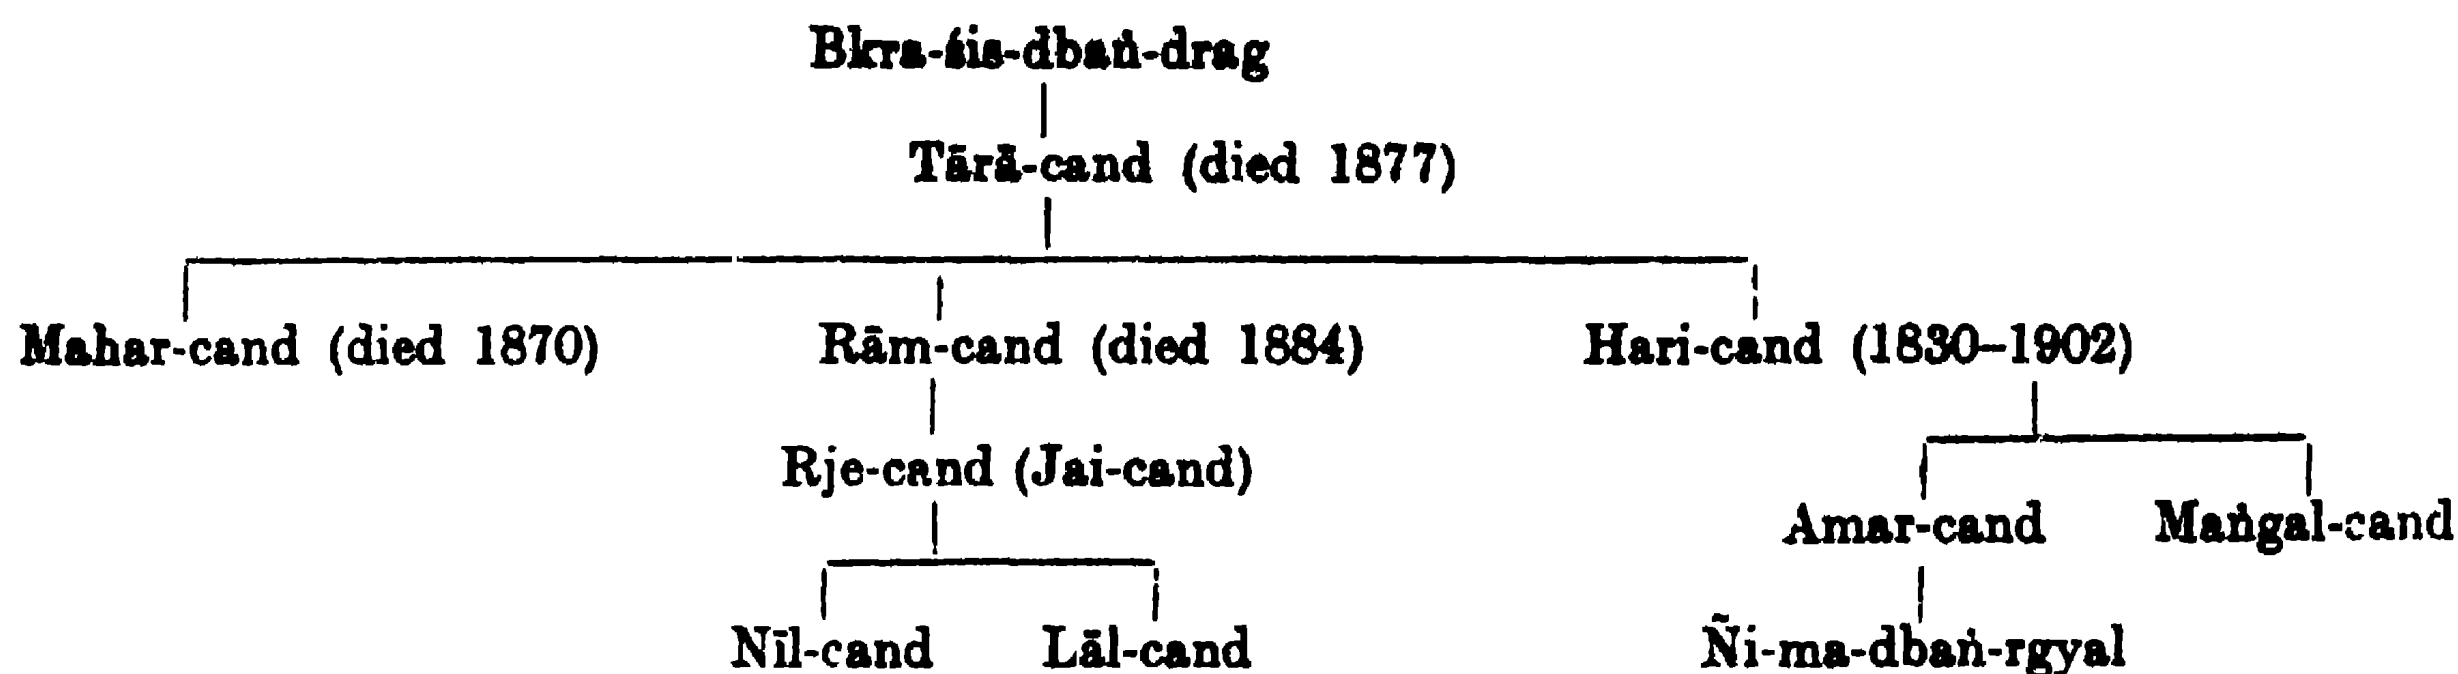 Bkra-śis-dbaṅ-drag
Tārā-cand (died 1877)
Mahar-cand (died 1870) Rām-cand (died 1884) Hari-cand (1830–1902)
Rje-cand (Jai-cand)
Amar-cand Maṅgal-cand
Nīl-cand Lāl-cand Ñi-ma-dbaṅ-rgyal